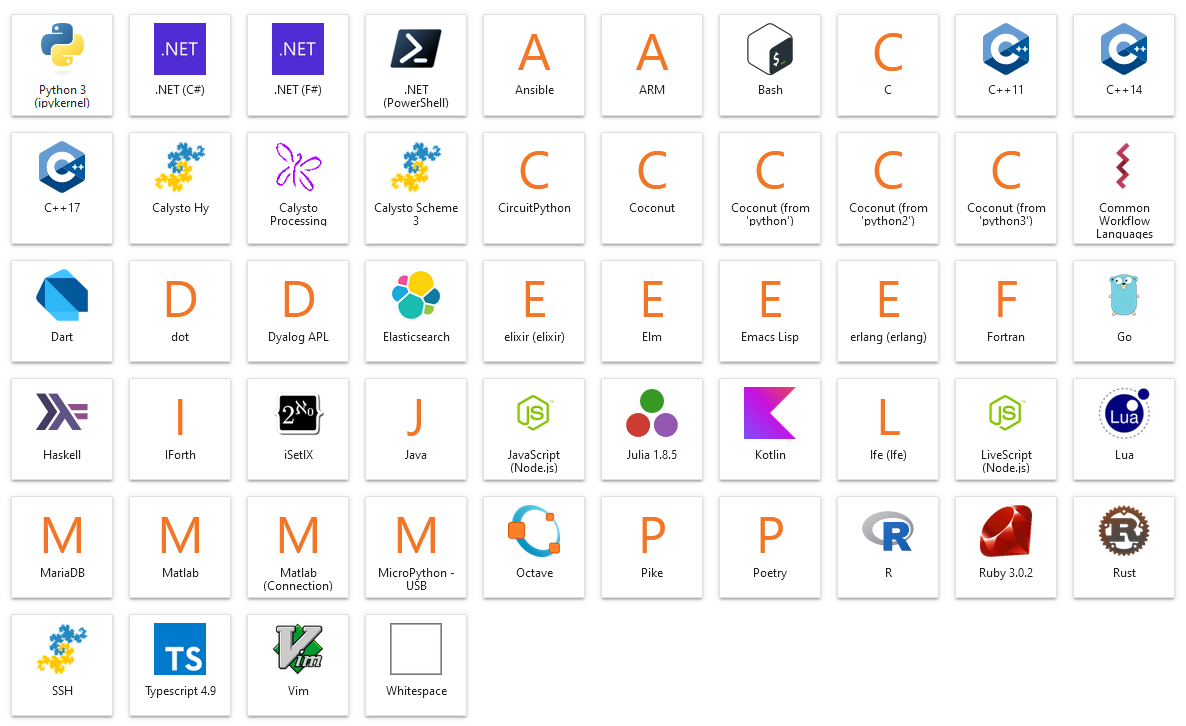 Python 3
(ipykernel)
.NET
.NET (C#)
.NET
.NET (F#)
.NET
(PowerShell)
A
Ansible
A
ARM
$_
Bash
C
C
C++
C++11
C++
C++14
C++
C++17
Calysto Hy
Calysto
Processing
Calysto Scheme
3
C
CircuitPython
C
Coconut
C
Coconut (from
'python')
C
Coconut (from
'python2')
C
Coconut (from
'python3')
Common
Workflow
Languages
Dart
D
dot
D
Dyalog APL
Elasticsearch
E
elixir (elixir)
E
Elm
E
Emacs Lisp
E
erlang (erlang)
F
Fortran
Go
Haskell
I
IForth
{2ℵ0}
iSetlX
J
Java
JS
JavaScript
(Node.js)
Julia 1.8.5
Kotlin
L
lfe (lfe)
JS
LiveScript
(Node.js)
Lua
Lua
M
MariaDB
M
Matlab
M
Matlab
(Connection)
M
MicroPython -
USB
Octave
P
Pike
P
Poetry
R
R
Ruby 3.0.2
R
Rust
SSH
TS
Typescript 4.9
Vim
Vim
Whitespace